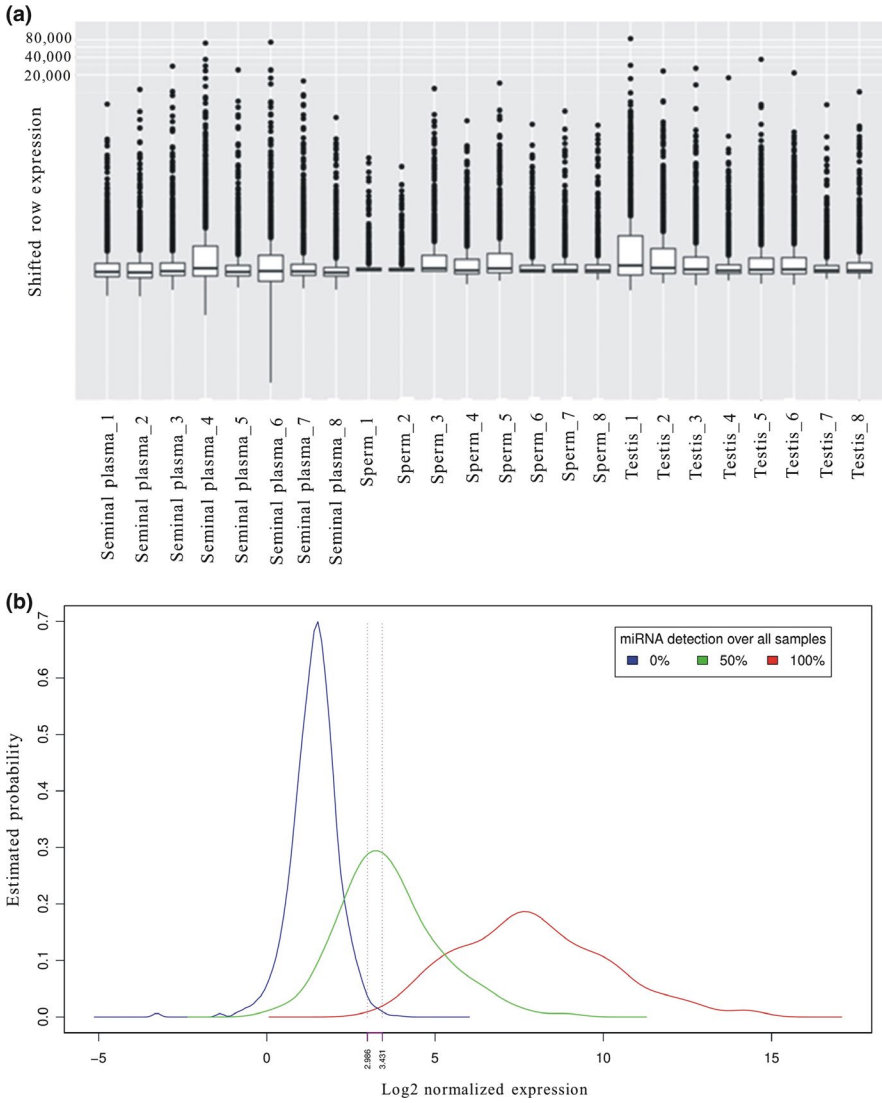 (a)
80,000
40,000
20,000
Shifted row expression
Seminal plasma_1
Seminal plasma_2
Seminal plasma_3
Seminal plasma_4
Seminal plasma_5
Seminal plasma_6
Seminal plasma_7
Seminal plasma_8
Sperm_1
Sperm_2
Sperm_3
Sperm_4
Sperm_5
Sperm_6
Sperm_7
Sperm_8
Testis_1
Testis_2
Testis_3
Testis_4
Testis_5
Testis_6
Testis_7
Testis_8
(b)
0.7
0.6
0.5
0.4
0.3
0.2
0.1
0.0
Estimated probability
miRNA detection over all samples
0% 50% 100%
−5 0 2.986 3.431 5 10 15
Log2 normalized expression